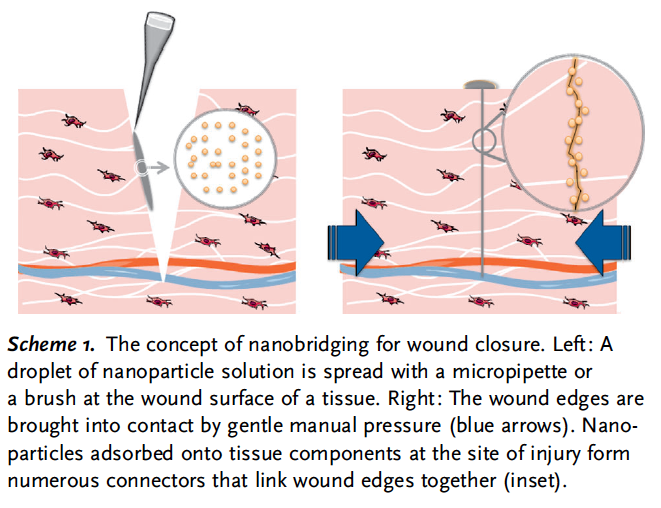 Scheme 1. The concept of nanobridging for wound closure. Left: A
droplet of nanoparticle solution is spread with a micropipette or
a brush at the wound surface of a tissue. Right: The wound edges are
brought into contact by gentle manual pressure (blue arrows). Nano-
particles adsorbed onto tissue components at the site of injury form
numerous connectors that link wound edges together (inset).